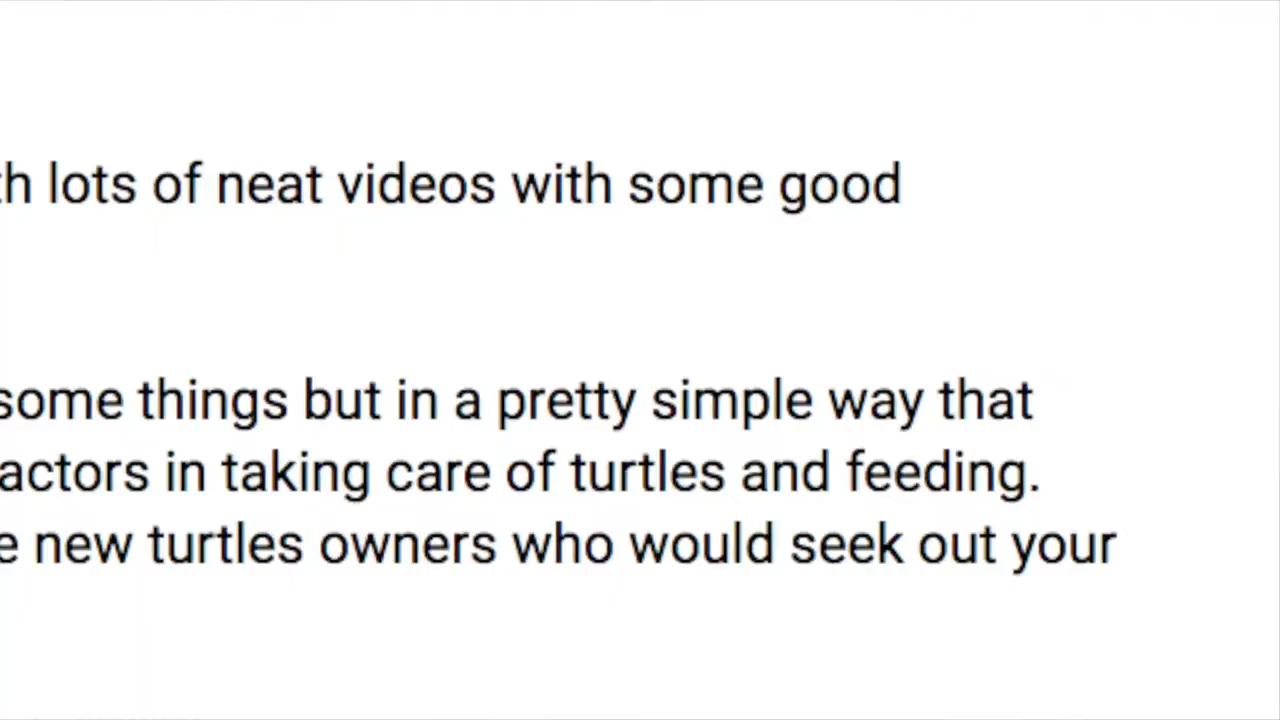 th lots of neat videos with some good
some things but in a pretty simple way that
actors in taking care of turtles and feeding.
e new turtles owners who would seek out your